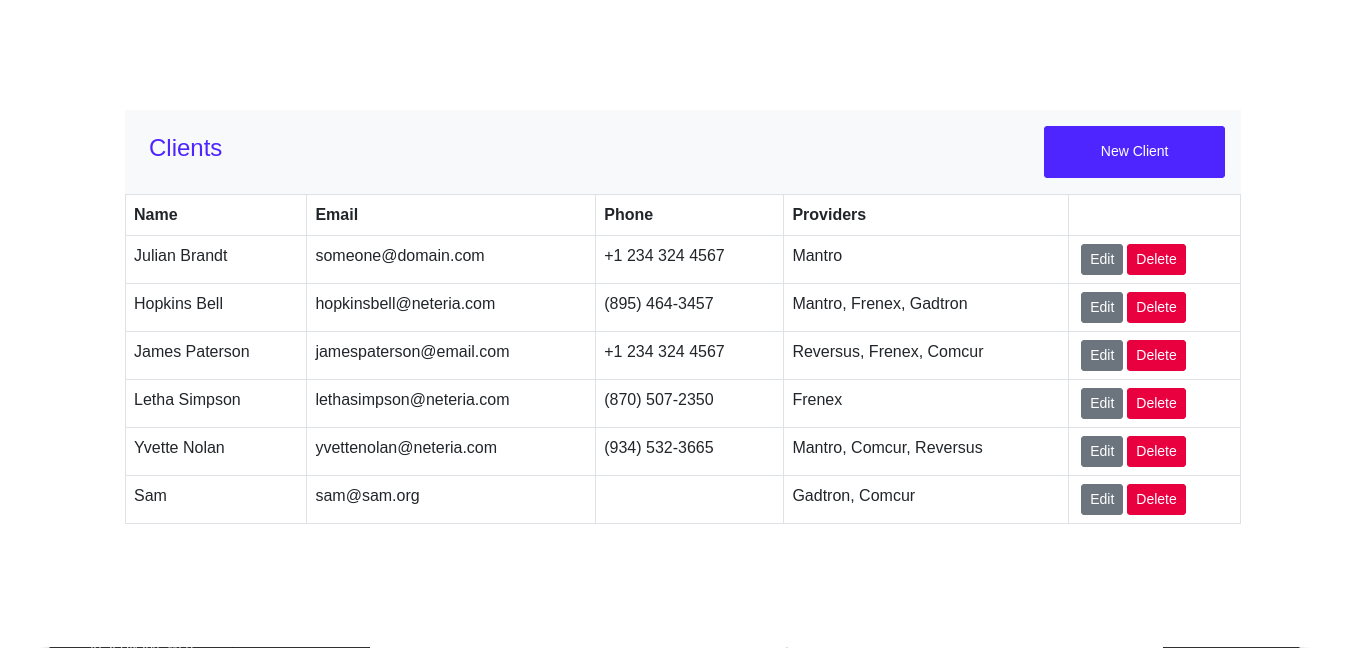 Clients
New Client
Name Email Phone Providers
Julian Brandt someone@domain.com +1 234 324 4567 Mantro Edit Delete
Hopkins Bell hopkinsbell@neteria.com (895) 464-3457 Mantro, Frenex, Gadtron Edit Delete
James Paterson jamespaterson@email.com +1 234 324 4567 Reversus, Frenex, Comcur Edit Delete
Letha Simpson lethasimpson@neteria.com (870) 507-2350 Frenex Edit Delete
Yvette Nolan yvettenolan@neteria.com (934) 532-3665 Mantro, Comcur, Reversus Edit Delete
Sam sam@sam.org Gadtron, Comcur Edit Delete